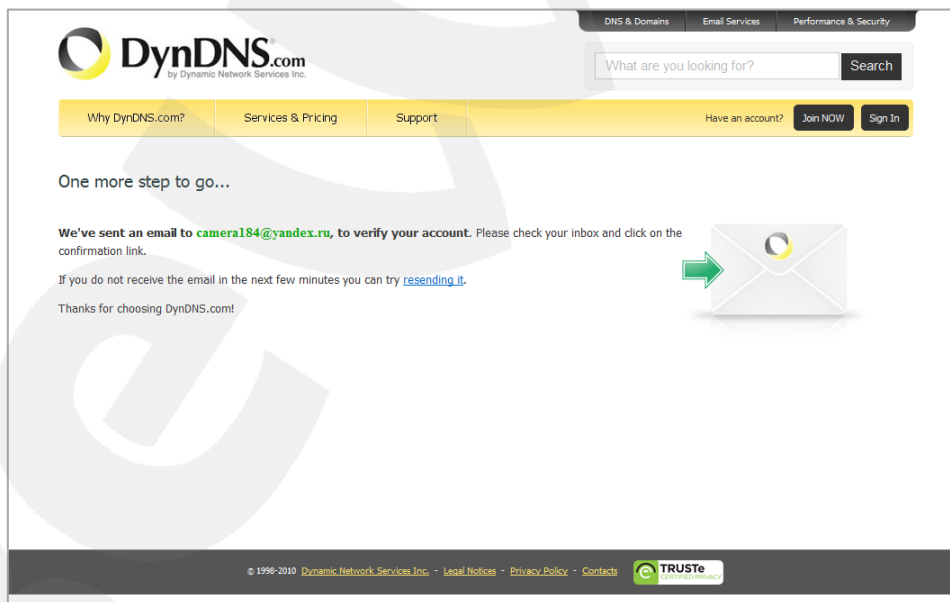 DNS & Domains Email Services Performance & Security
DynDNS.com
by Dynamic Network Services Inc.
What are you looking for? Search
Why DynDNS.com? Services & Pricing Support Have an account? Join NOW Sign In
One more step to go...
We've sent an email to camera184@yandex.ru, to verify your account. Please check your inbox and click on the
confirmation link.
If you do not receive the email in the next few minutes you can try resending it.
Thanks for choosing DynDNS.com!
© 1998-2010 Dynamic Network Services Inc. - Legal Notices - Privacy Policy - Contacts
TRUSTe
CERTIFIED PRIVACY